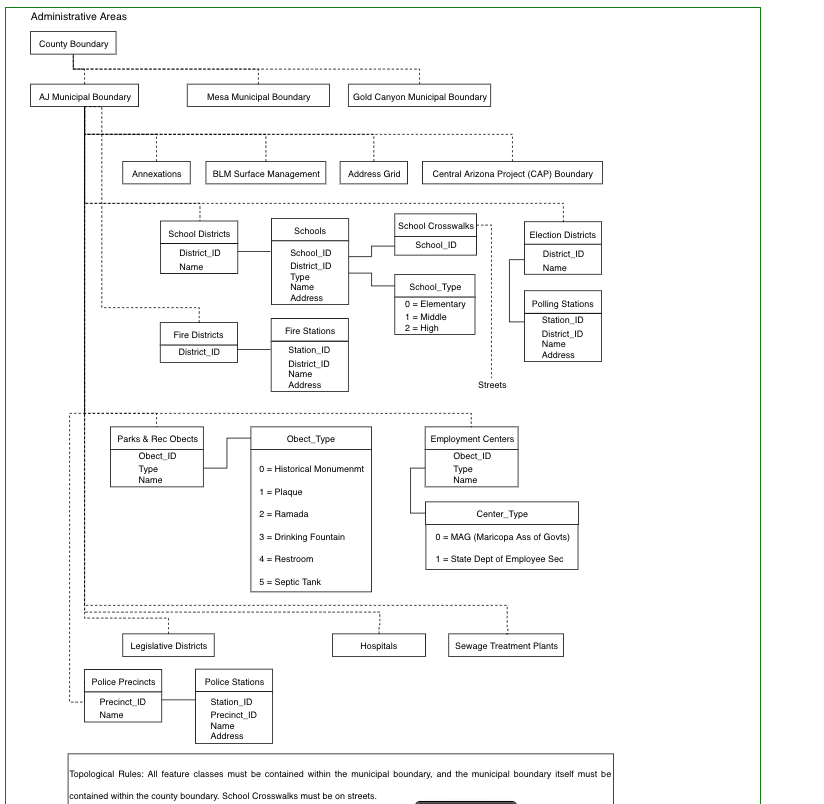 Administrative Areas
County Boundary
AJ Municipal Boundary
Mesa Municipal Boundary
Gold Canyon Municipal Boundary
Annexations
BLM Surface Management
Address Grid
Central Arizona Project (CAP) Boundary
School Districts
District_ID
Name
Schools
School_ID
District_ID
Type
Name
Address
School Crosswalks
School_ID
School_Type
0 = Elementary
1 = Middle
2 = High
Election Districts
District_ID
Name
Polling Stations
Station_ID
District_ID
Name
Address
Fire Districts
District_ID
Fire Stations
Station_ID
District_ID
Name
Address
Streets
Parks & Rec Obects
Obect_ID
Type
Name
Obect_Type
0 = Historical Monumenmt
1 = Plaque
2 = Ramada
3 = Drinking Fountain
4 = Restroom
5 = Septic Tank
Employment Centers
Obect_ID
Type
Name
Center_Type
0 = MAG (Maricopa Ass of Govts)
1 = State Dept of Employee Sec
Legislative Districts
Hospitals
Sewage Treatment Plants
Police Precincts
Precinct_ID
Name
Police Stations
Station_ID
Precinct_ID
Name
Address
Topological Rules: All feature classes must be contained within the municipal boundary, and the municipal boundary itself must be
contained within the county boundary. School Crosswalks must be on streets.